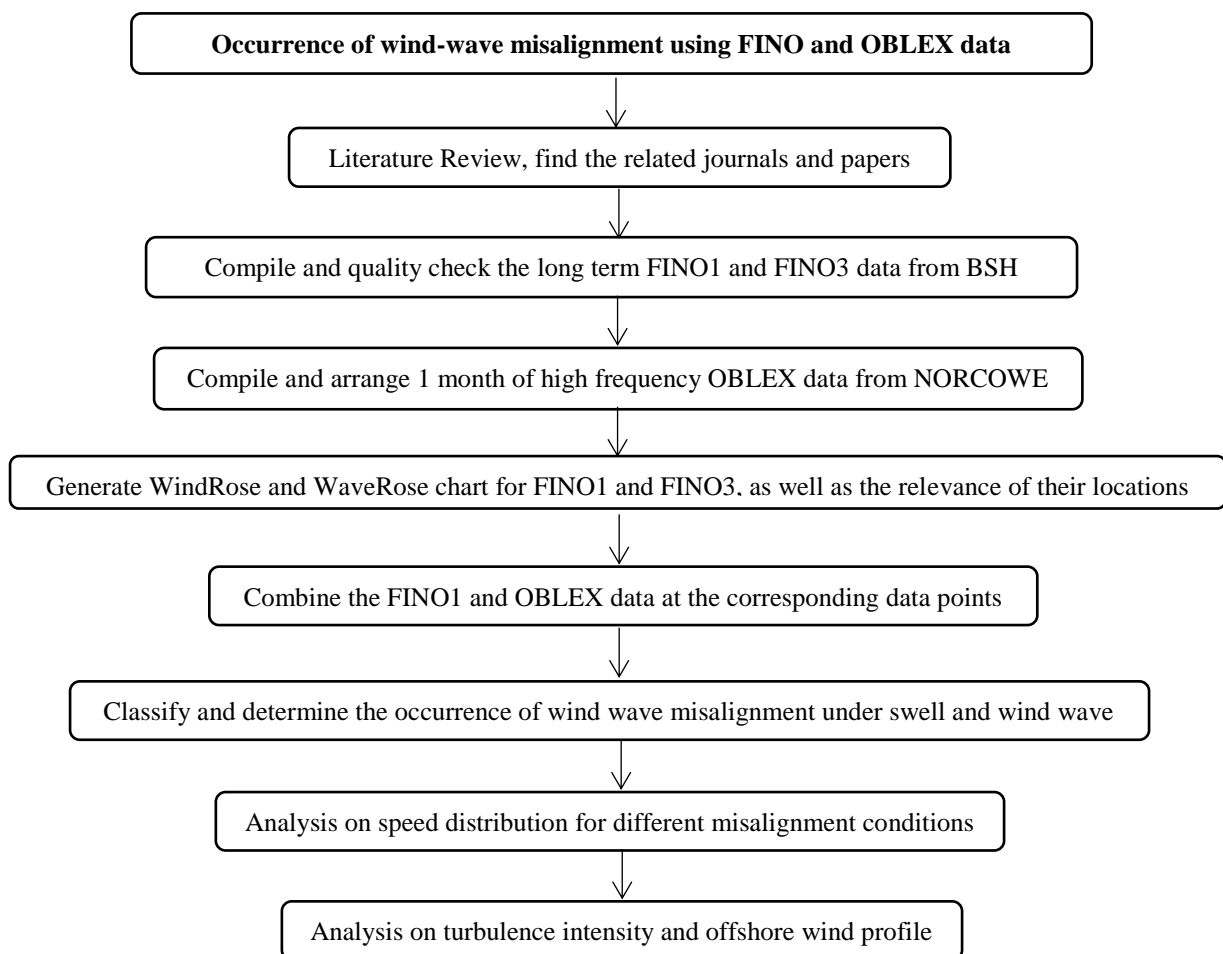 Occurrence of wind-wave misalignment using FINO and OBLEX data
Literature Review, find the related journals and papers
Compile and quality check the long term FINO1 and FINO3 data from BSH
Compile and arrange 1 month of high frequency OBLEX data from NORCOWE
Generate WindRose and WaveRose chart for FINO1 and FINO3, as well as the relevance of their locations
Combine the FINO1 and OBLEX data at the corresponding data points
Classify and determine the occurrence of wind wave misalignment under swell and wind wave
Analysis on speed distribution for different misalignment conditions
Analysis on turbulence intensity and offshore wind profile